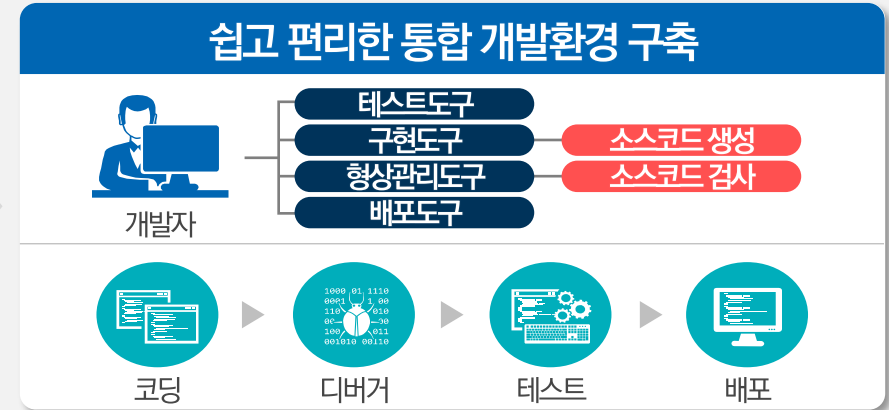 쉽고 편리한 통합 개발환경 구축
테스트도구
구현도구
소스코드 생성
형상관리도구
소스코드 검사
배포도구
개발자
1000 01 1110
0001 1 00
110 010
00 30
100 011
001010 00110
코딩
디버거
테스트
배포